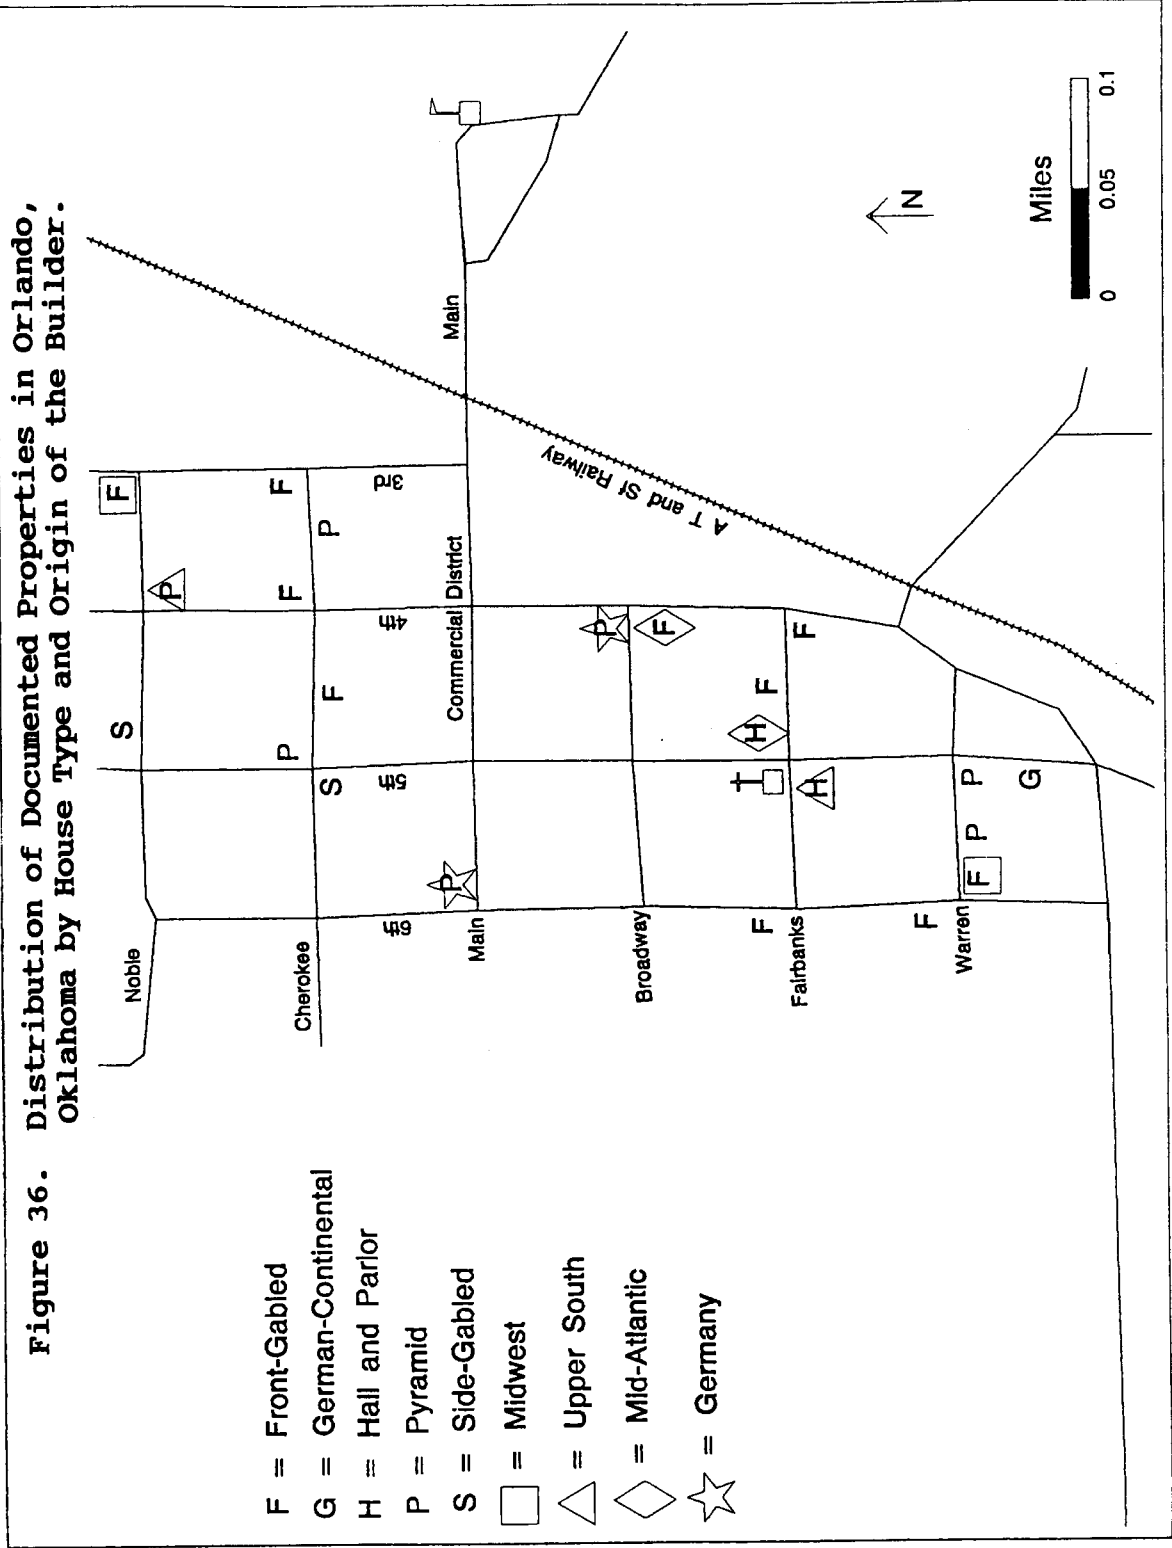 Figure 36. Distribution of Documented Properties in Orlando,
Oklahoma by House Type and Origin of the Builder.
F = Front-Gabled
G = German-Continental
H = Hall and Parlor
P = Pyramid
S = Side-Gabled
= Midwest
= Upper South
= Mid-Atlantic
= Germany
Noble
Cherokee
Main
Broadway
Fairbanks
Warren
6th
5th
4th
3rd
Commercial District
Main
A T and Sf Railway
S
P
F
F
F
P
P
S
F
F
P
P
P
F
H
F
F
H
F
F
F
P
P
G
N
Miles
0
0.05
0.1